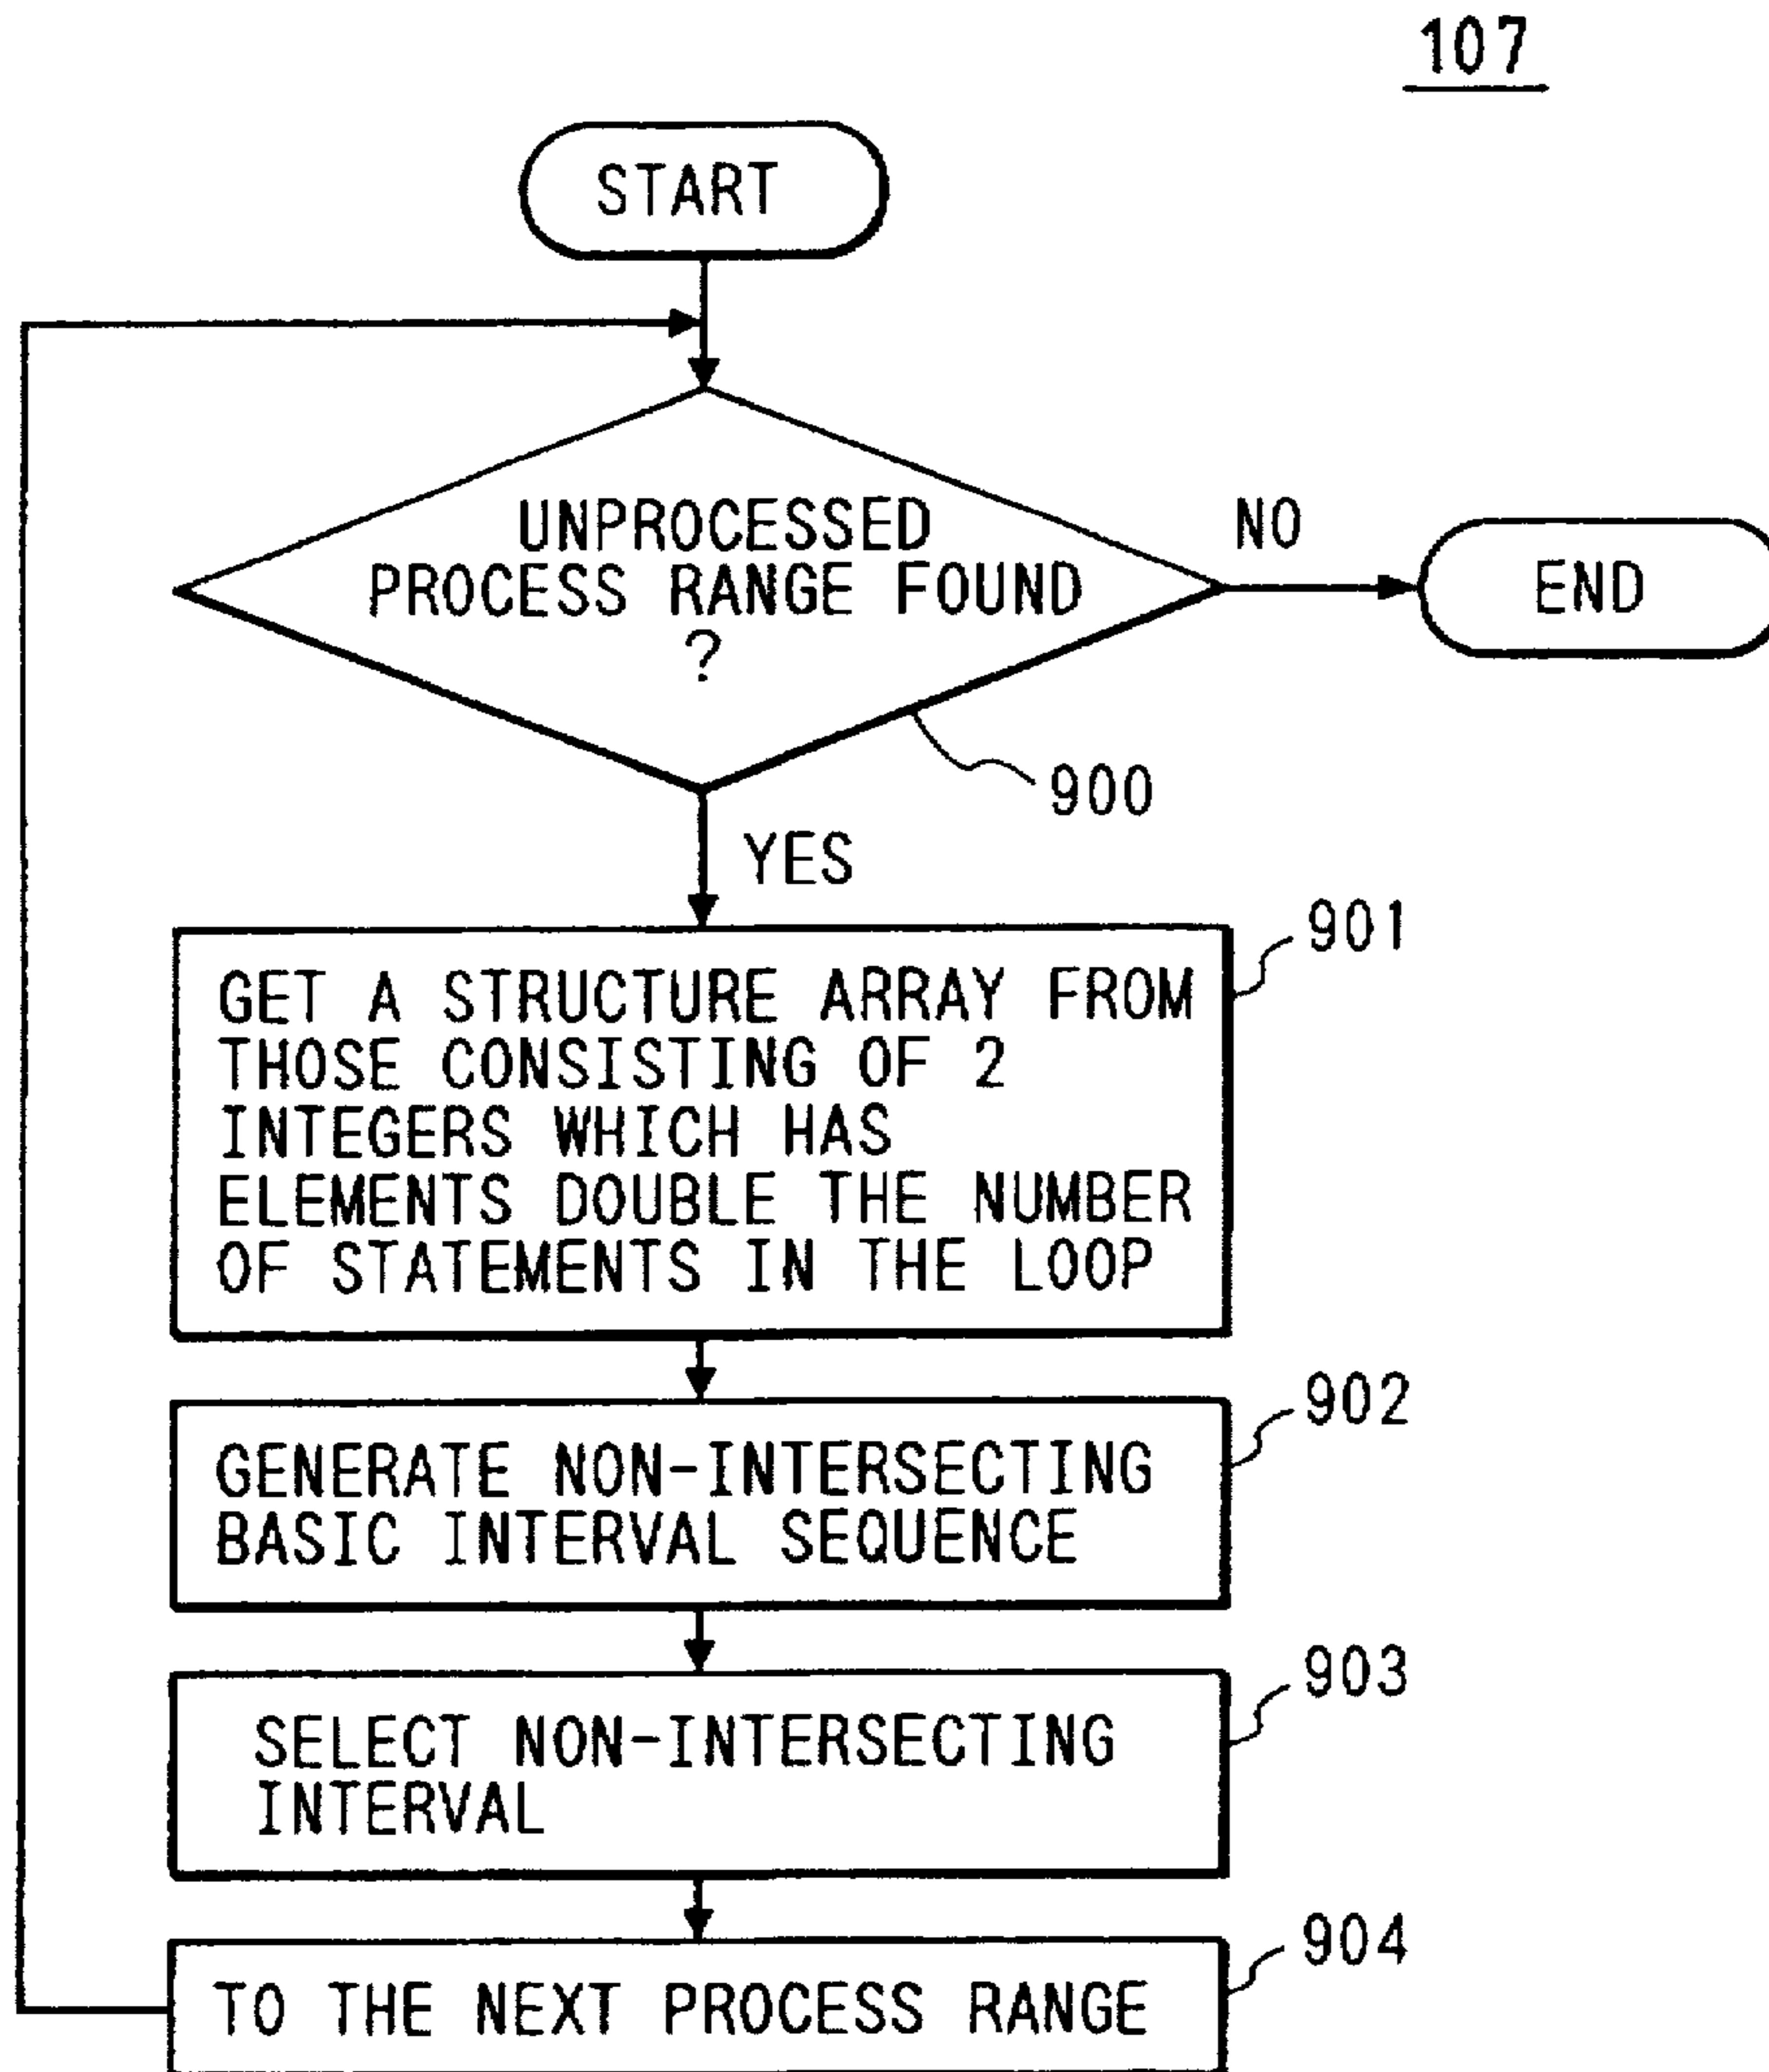 107
START
UNPROCESSED
PROCESS RANGE FOUND
?
NO
END
900
YES
901
GET A STRUCTURE ARRAY FROM
THOSE CONSISTING OF 2
INTEGERS WHICH HAS
ELEMENTS DOUBLE THE NUMBER
OF STATEMENTS IN THE LOOP
902
GENERATE NON-INTERSECTING
BASIC INTERVAL SEQUENCE
903
SELECT NON-INTERSECTING
INTERVAL
904
TO THE NEXT PROCESS RANGE